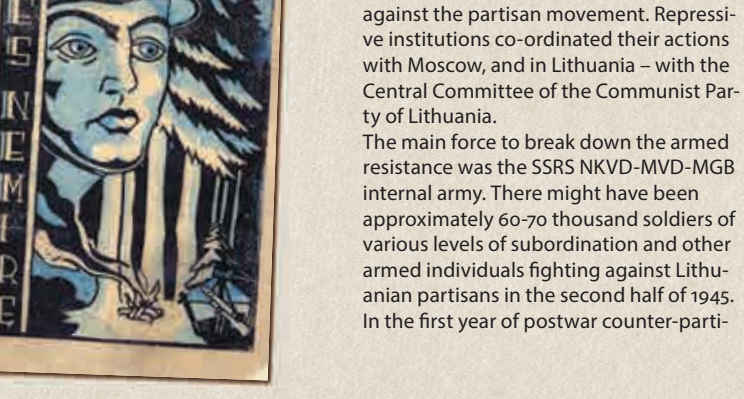 ES NEMIRE
against the partisan movement. Repressi-
ve institutions co-ordinated their actions
with Moscow, and in Lithuania – with the
Central Committee of the Communist Par-
ty of Lithuania.
The main force to break down the armed
resistance was the SSRS NKVD-MVD-MGB
internal army. There might have been
approximately 60-70 thousand soldiers of
various levels of subordination and other
armed individuals fighting against Lithu-
anian partisans in the second half of 1945.
In the first year of postwar counter-parti-